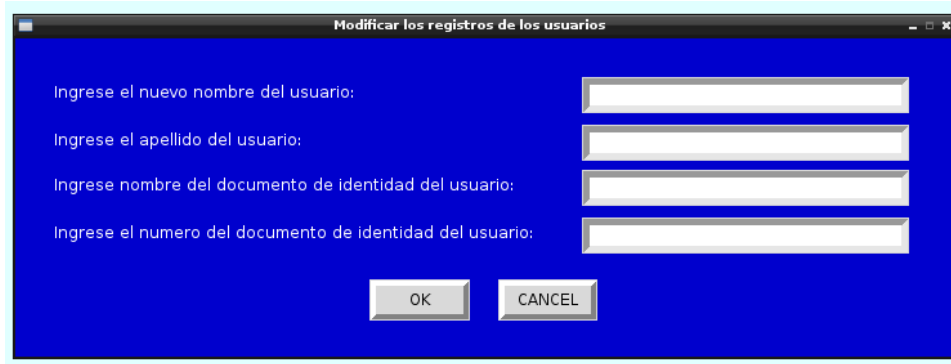 Modificar los registros de los usuarios
Ingrese el nuevo nombre del usuario:
Ingrese el apellido del usuario:
Ingrese nombre del documento de identidad del usuario:
Ingrese el numero del documento de identidad del usuario:
OK CANCEL